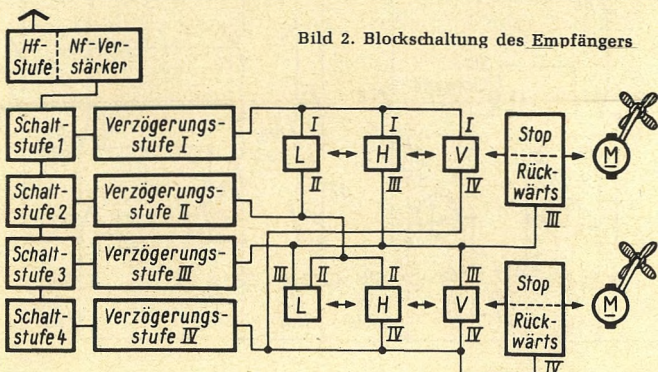 Bild 2. Blockschaltung des Empfängers
Hf-
Stufe
Nf-Ver-
stärker
Schalt-
stufe 1
Verzögerungs-
stufe I
Schalt-
stufe 2
Verzögerungs-
stufe II
Schalt-
stufe 3
Verzögerungs-
stufe III
Schalt-
stufe 4
Verzögerungs-
stufe IV
I
I
I
L
H
V
II
III
IV
Stop
Rück-
wärts
III
M
III
II
II
III
L
H
V
IV
IV
Stop
Rück-
wärts
IV
M